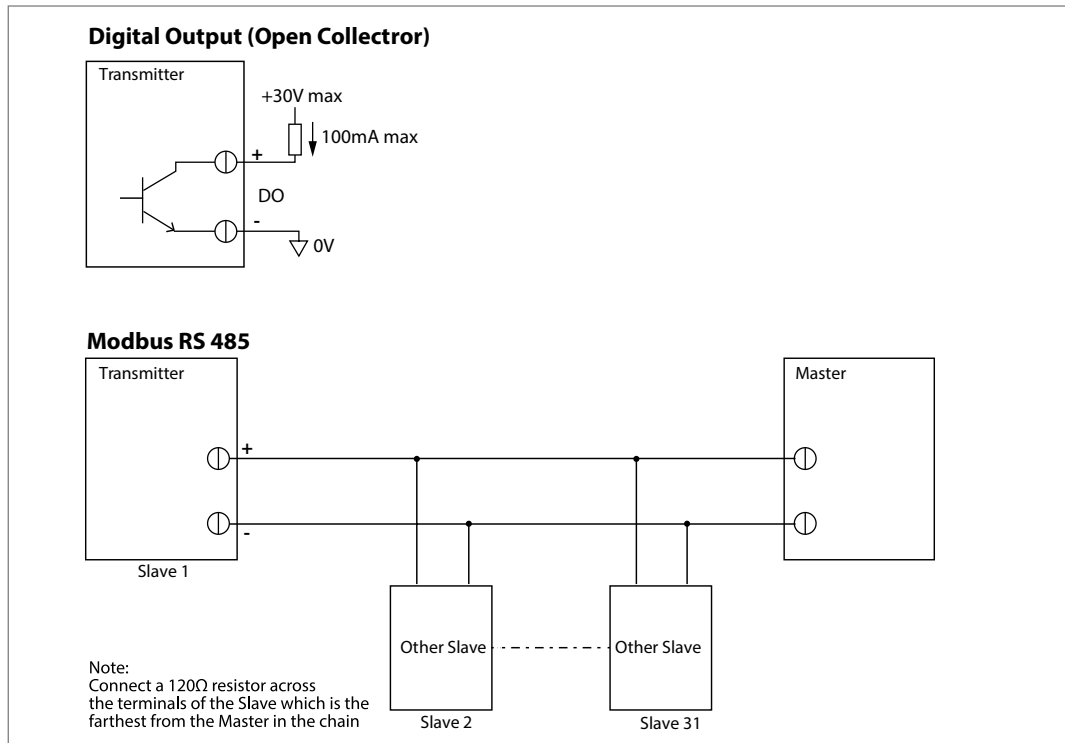 Digital Output (Open Collectror)
Transmitter
+30V max
100mA max
+
DO
-
0V
Modbus RS 485
Transmitter
Master
+
-
Slave 1
Other Slave
Other Slave
Note:
Connect a 120Ω resistor across
the terminals of the Slave which is the
farthest from the Master in the chain
Slave 2
Slave 31